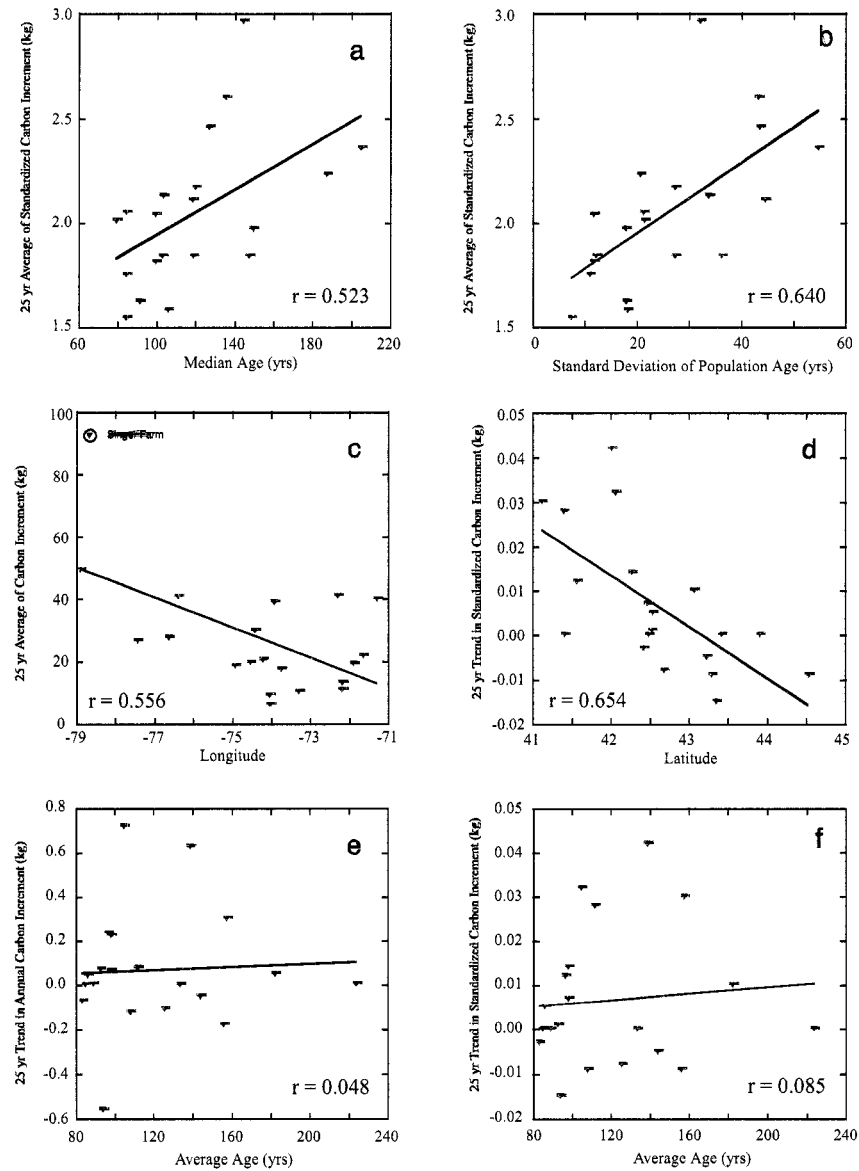 3.0
2.5
2.0
1.5
60 80 100 120 140 160 180 200 220
25 yr Average of Standardized Carbon Increment (kg)
Median Age (yrs)
a
r = 0.523
3.0
2.5
2.0
1.5
0 20 40 60
25 yr Average of Standardized Carbon Increment (kg)
Standard Deviation of Population Age (yrs)
b
r = 0.640
100
80
60
40
20
0
-79 -77 -75 -73 -71
25 yr Average of Carbon Increment (kg)
Longitude
c
Farm
r = 0.556
0.05
0.04
0.03
0.02
0.01
0.00
-0.01
-0.02
41 42 43 44 45
25 yr Trend in Standardized Carbon Increment (kg)
Latitude
d
r = 0.654
0.8
0.6
0.4
0.2
0.0
-0.2
-0.4
-0.6
80 120 160 200 240
25 yr Trend in Annual Carbon Increment (kg)
Average Age (yrs)
e
r = 0.048
0.05
0.04
0.03
0.02
0.01
0.00
-0.01
-0.02
80 120 160 200 240
25 yr Trend in Standardized Carbon Increment (kg)
Average Age (yrs)
f
r = 0.085